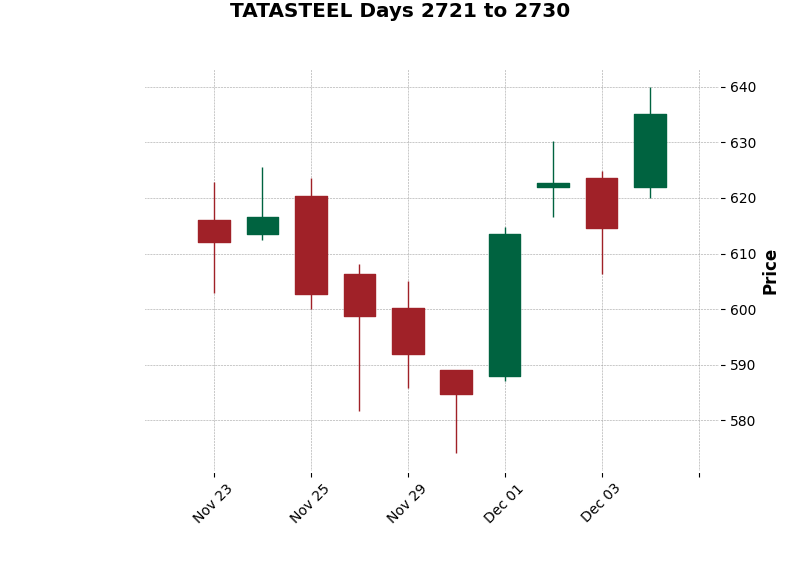 TATASTEEL Days 2721 to 2730
640
630
620
610
600
590
580
Price
Nov 23
Nov 25
Nov 29
Dec 01
Dec 03